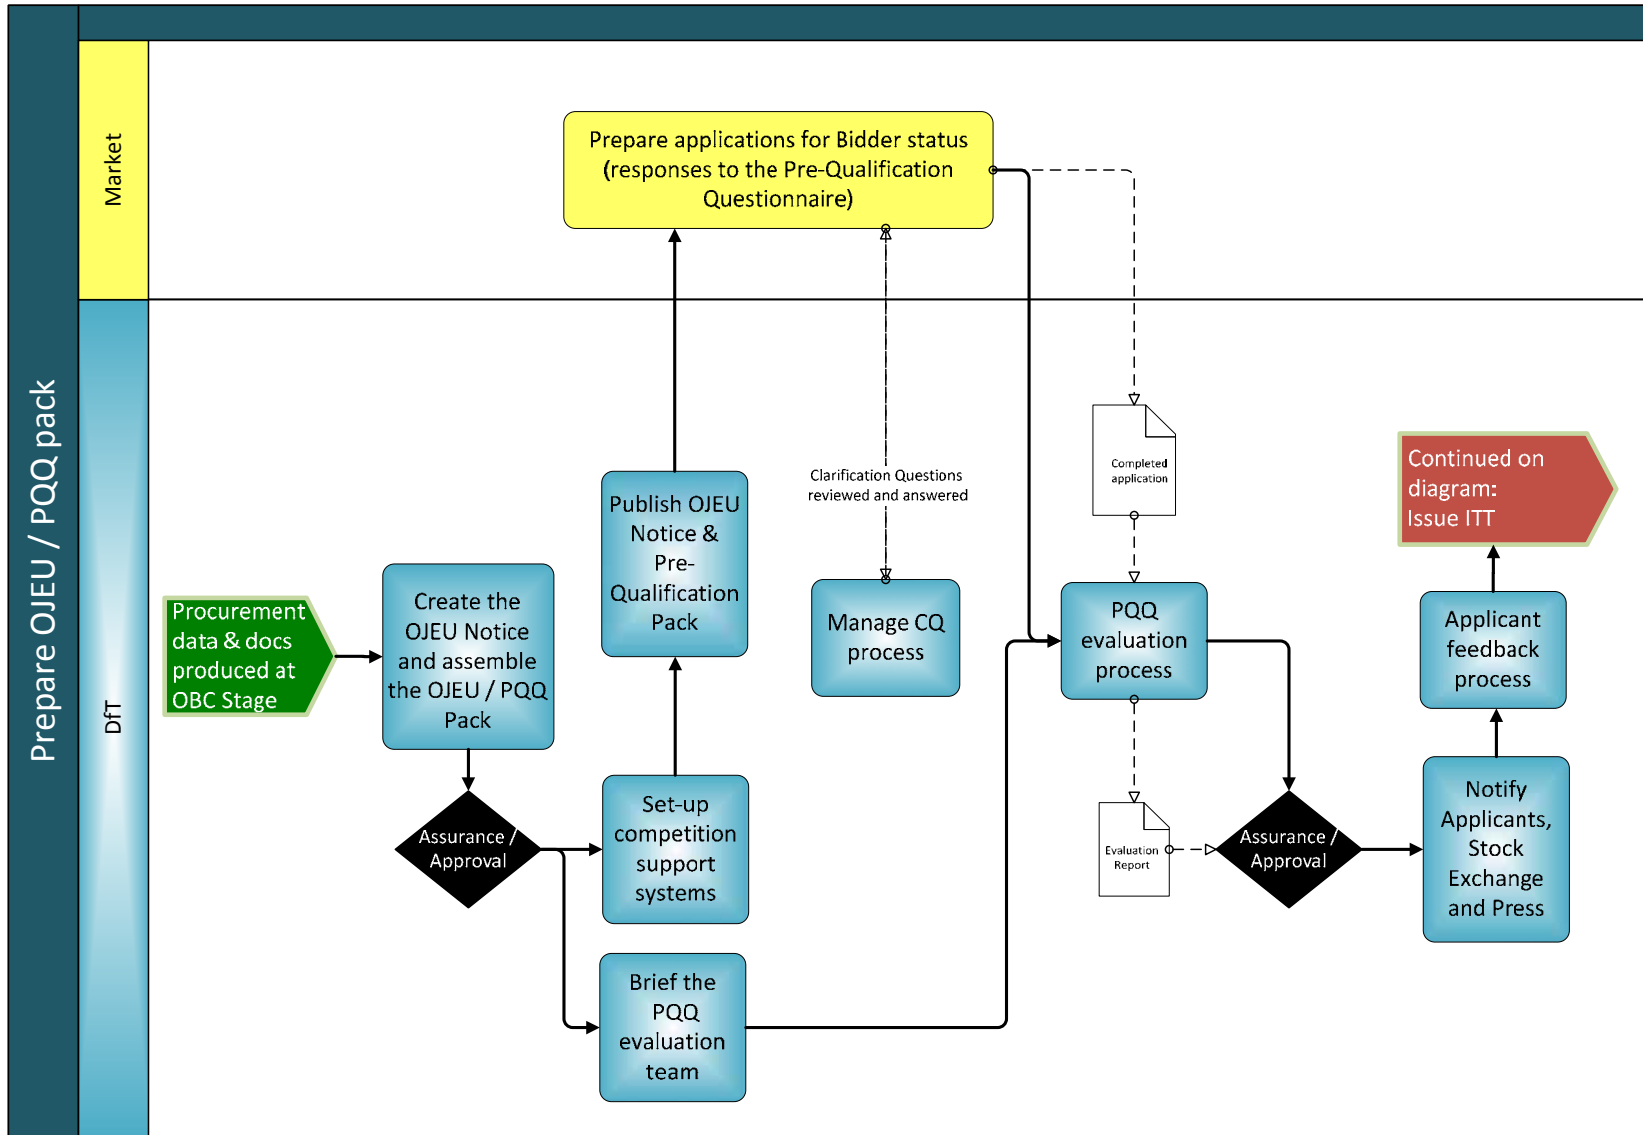 Prepare OJEU / PQQ pack
Market
DfT
Prepare applications for Bidder status
(responses to the Pre-Qualification
Questionnaire)
Procurement
data & docs
produced at
OBC Stage
Create the
OJEU Notice
and assemble
the OJEU / PQQ
Pack
Assurance /
Approval
Publish OJEU
Notice &
Pre-
Qualification
Pack
Set-up
competition
support
systems
Brief the
PQQ
evaluation
team
Clarification Questions
reviewed and answered
Manage CQ
process
Completed
application
PQQ
evaluation
process
Evaluation
Report
Assurance /
Approval
Notify
Applicants,
Stock
Exchange
and Press
Applicant
feedback
process
Continued on
diagram:
Issue ITT